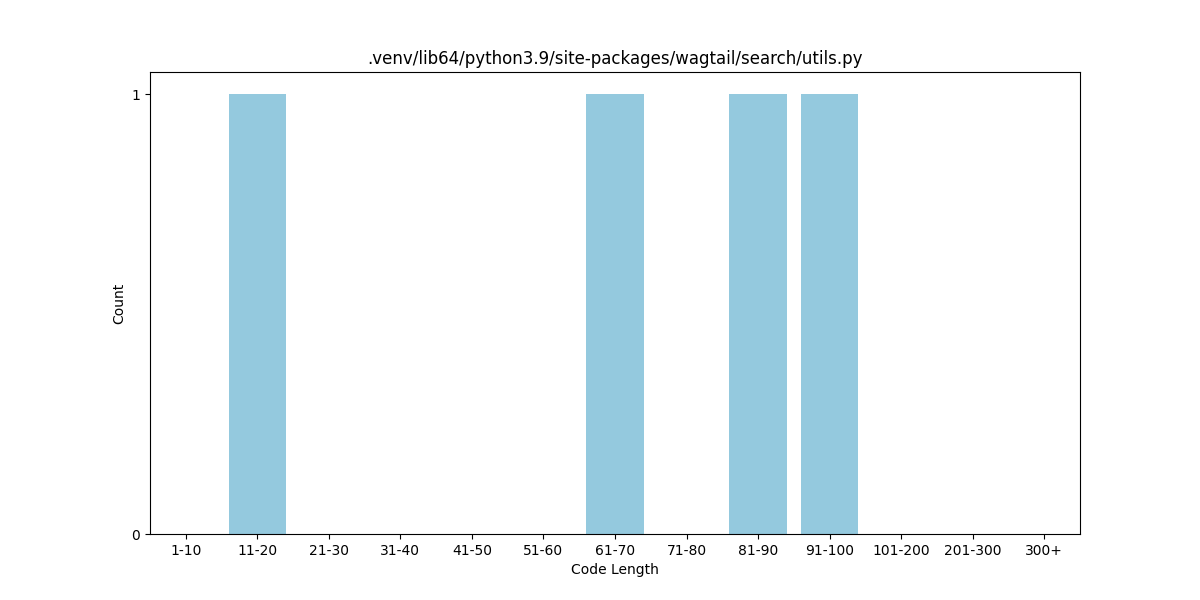 .venv/lib64/python3.9/site-packages/wagtail/search/utils.py
1
0
Count
1-10 11-20 21-30 31-40 41-50 51-60 61-70 71-80 81-90 91-100 101-200 201-300 300+
Code Length